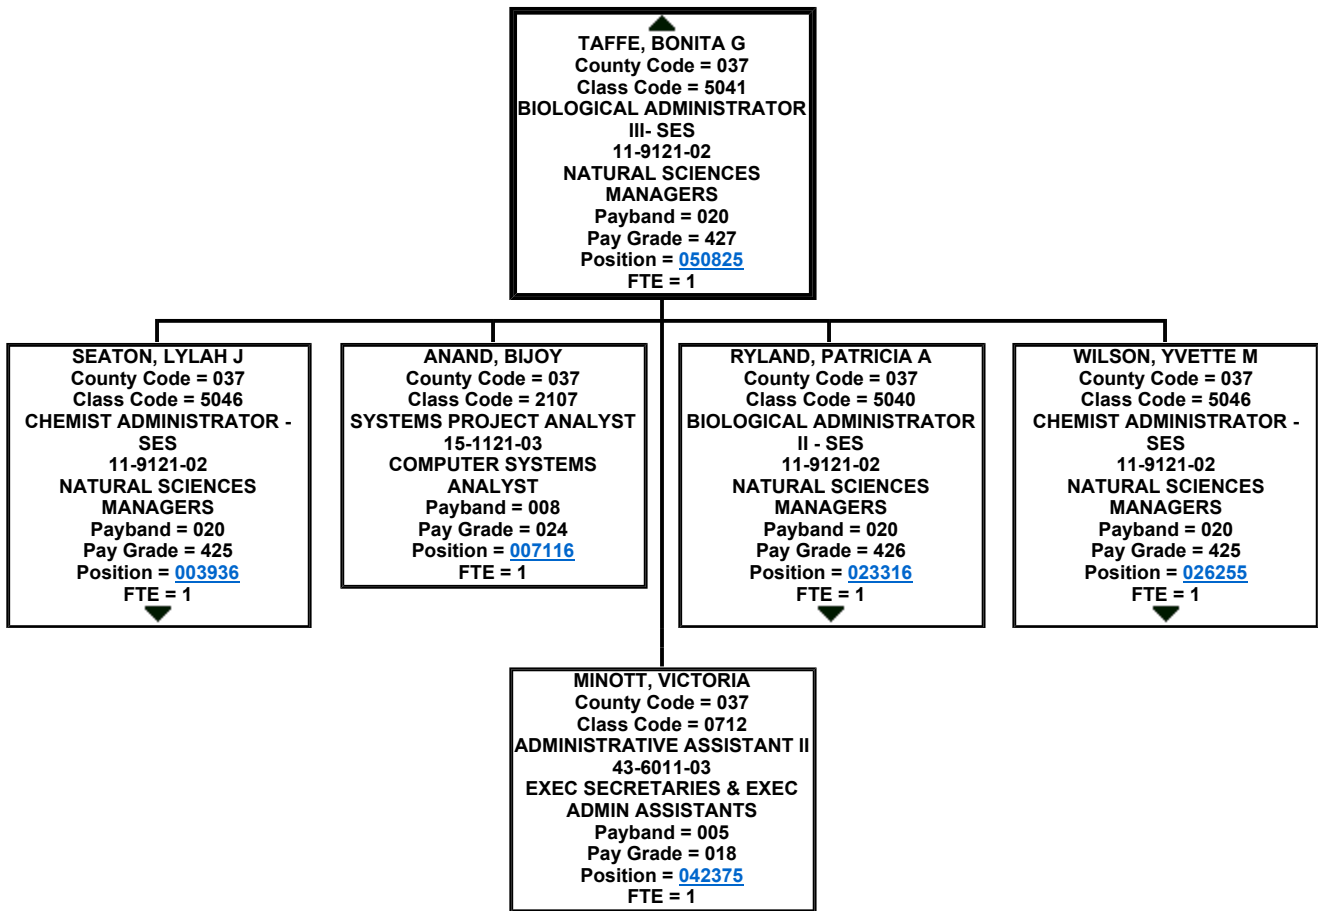 TAFFE, BONITA G
County Code = 037
Class Code = 5041
BIOLOGICAL ADMINISTRATOR
III- SES
11-9121-02
NATURAL SCIENCES
MANAGERS
Payband = 020
Pay Grade = 427
Position = 050825
FTE = 1
SEATON, LYLAH J
County Code = 037
Class Code = 5046
CHEMIST ADMINISTRATOR -
SES
11-9121-02
NATURAL SCIENCES
MANAGERS
Payband = 020
Pay Grade = 425
Position = 003936
FTE = 1
ANAND, BIJOY
County Code = 037
Class Code = 2107
SYSTEMS PROJECT ANALYST
15-1121-03
COMPUTER SYSTEMS
ANALYST
Payband = 008
Pay Grade = 024
Position = 007116
FTE = 1
RYLAND, PATRICIA A
County Code = 037
Class Code = 5040
BIOLOGICAL ADMINISTRATOR
II - SES
11-9121-02
NATURAL SCIENCES
MANAGERS
Payband = 020
Pay Grade = 426
Position = 023316
FTE = 1
WILSON, YVETTE M
County Code = 037
Class Code = 5046
CHEMIST ADMINISTRATOR -
SES
11-9121-02
NATURAL SCIENCES
MANAGERS
Payband = 020
Pay Grade = 425
Position = 026255
FTE = 1
MINOTT, VICTORIA
County Code = 037
Class Code = 0712
ADMINISTRATIVE ASSISTANT II
43-6011-03
EXEC SECRETARIES & EXEC
ADMIN ASSISTANTS
Payband = 005
Pay Grade = 018
Position = 042375
FTE = 1